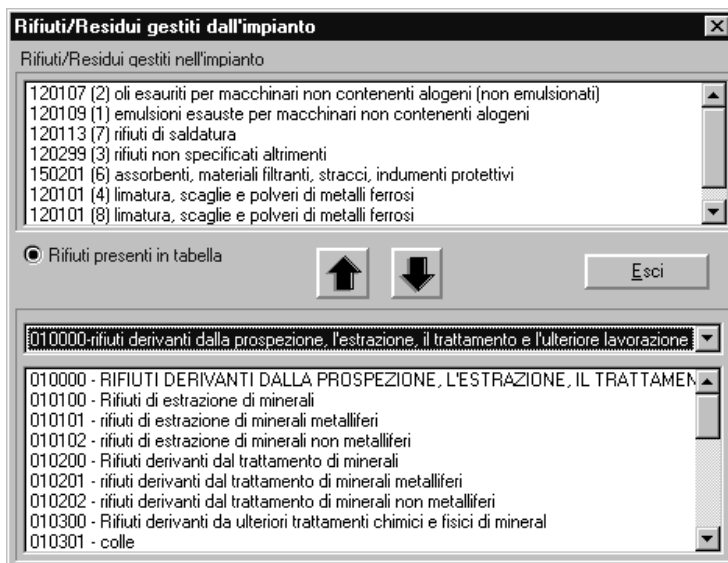 Rifiuti/Residui gestiti dall'impianto
Rifiuti/Residui gestiti nell'impianto
120107 (2) oli esauriti per macchinari non contenenti alogeni (non emulsionati)
120109 (1) emulsioni esauste per macchinari non contenenti alogeni
120113 (7) rifiuti di saldatura
120299 (3) rifiuti non specificati altrimenti
150201 (6) assorbenti, materiali filtranti, stracci, indumenti protettivi
120101 (4) limatura, scaglie e polveri di metalli ferrosi
120101 (8) limatura, scaglie e polveri di metalli ferrosi
Rifiuti presenti in tabella
Esci
010000-rifiuti derivanti dalla prospezione, l'estrazione, il trattamento e l'ulteriore lavorazione
010000 - RIFIUTI DERIVANTI DALLA PROSPEZIONE, L'ESTRAZIONE, IL TRATTAMEN
010100 - Rifiuti di estrazione di minerali
010101 - rifiuti di estrazione di minerali metalliferi
010102 - rifiuti di estrazione di minerali non metalliferi
010200 - Rifiuti derivanti dal trattamento di minerali
010201 - rifiuti derivanti dal trattamento di minerali metalliferi
010202 - rifiuti derivanti dal trattamento di minerali non metalliferi
010300 - Rifiuti derivanti da ulteriori trattamenti chimici e fisici di mineral
010301 - colle